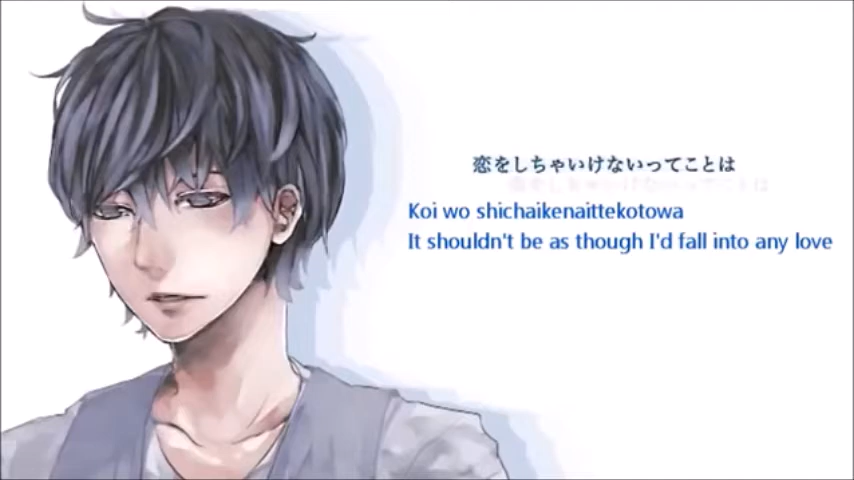 恋をしちゃいけないってことは
Koi wo shichaikenaittekotowa
It shouldn't be as though I'd fall into any love